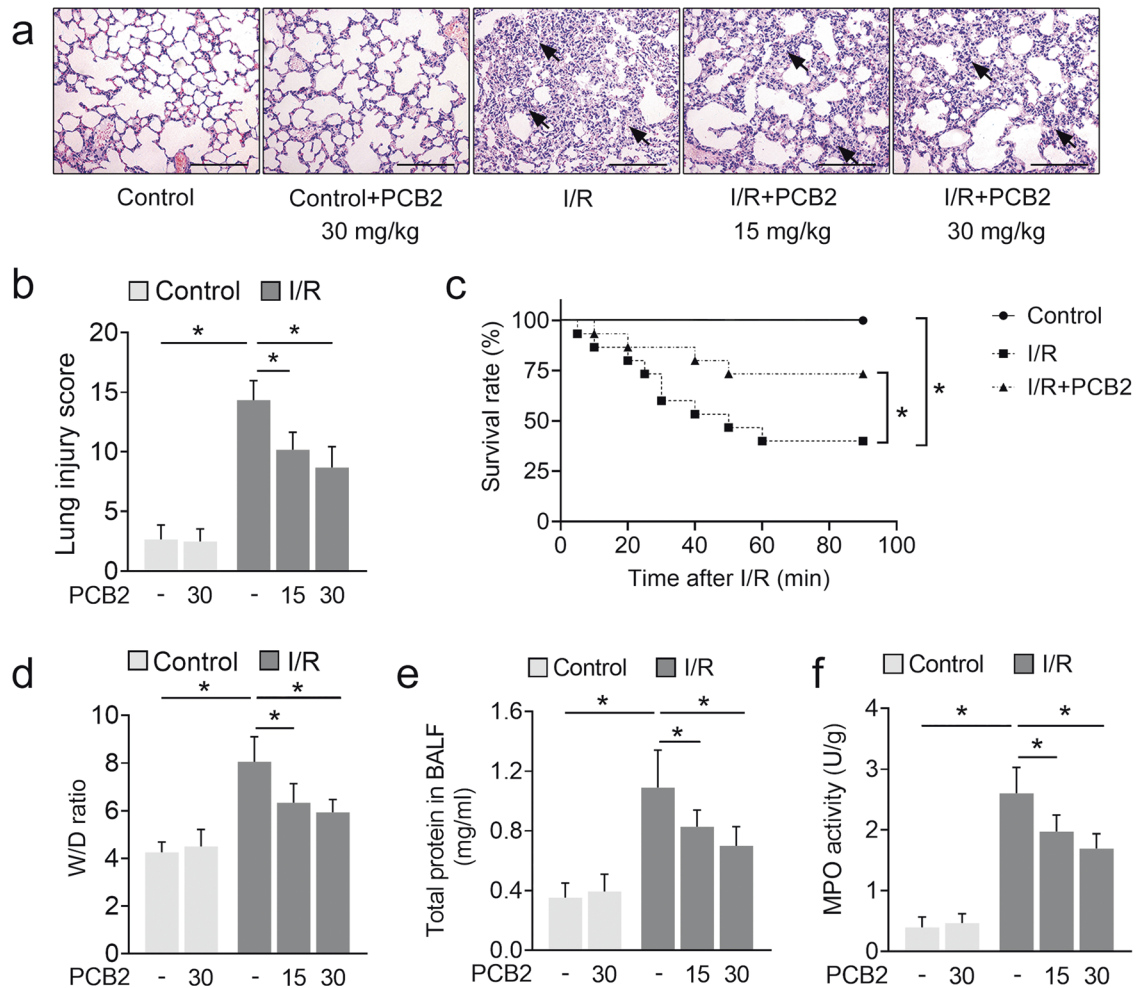 a
Control
Control+PCB2
30 mg/kg
I/R
I/R+PCB2
15 mg/kg
I/R+PCB2
30 mg/kg
b
Control I/R
Lung injury score
20
15
10
5
0
* * *
PCB2 - 30 - 15 30
c
Survival rate (%)
100
75
50
25
0
0 20 40 60 80 100
Time after I/R (min)
Control
I/R
I/R+PCB2
* *
d
Control I/R
W/D ratio
10
8
6
4
2
0
* * *
PCB2 - 30 - 15 30
e
Control I/R
Total protein in BALF
(mg/ml)
1.6
1.2
0.8
0.4
0.0
* * *
PCB2 - 30 - 15 30
f
Control I/R
MPO activity (U/g)
4
3
2
1
0
* * *
PCB2 - 30 - 15 30